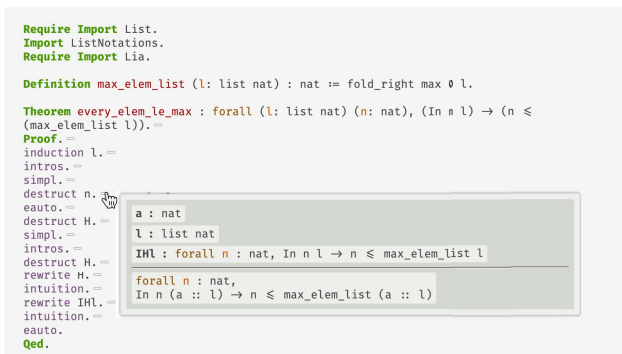 Require Import List.
Import ListNotations.
Require Import Lia.
Definition max_elem_list (l: list nat) : nat := fold_right max 0 l.
Theorem every_elem_le_max : forall (l: list nat) (n: nat), (In n l) → (n ⩽
(max_elem_list l)).
Proof.
induction l.
intros.
simpl.
destruct n.
eauto.
destruct H.
simpl.
intros.
destruct H.
rewrite H.
intuition.
rewrite IHl.
intuition.
eauto.
Qed.
a : nat
l : list nat
IHl : forall n : nat, In n l → n ⩽ max_elem_list l
forall n : nat,
In n (a :: l) → n ⩽ max_elem_list (a :: l)